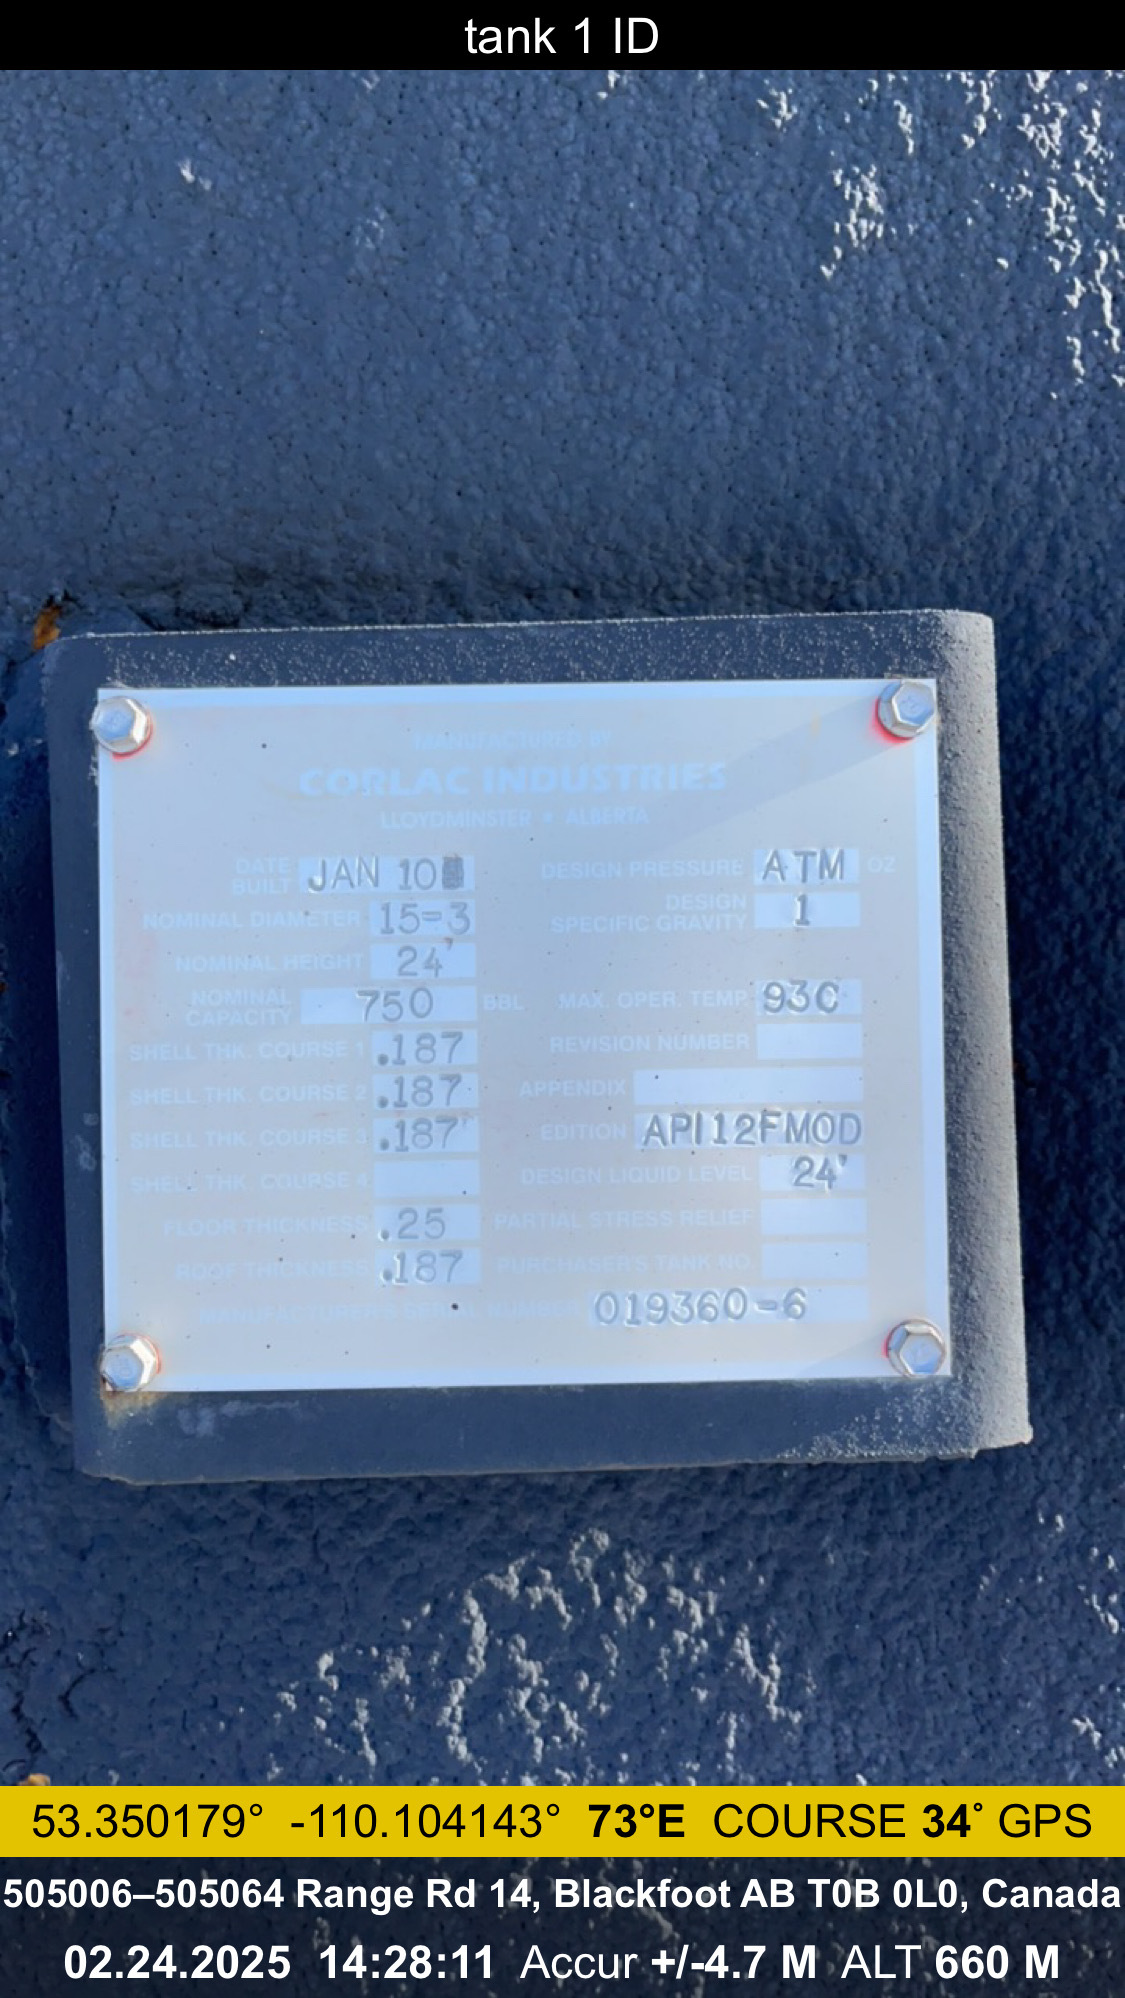 tank 1 ID
MANUFACTURED BY
CORLAC INDUSTRIES
LLOYDMINSTER • ALBERTA
DATE BUILT JAN 10
DESIGN PRESSURE ATM OZ
NOMINAL DIAMETER 15-3
DESIGN SPECIFIC GRAVITY 1
NOMINAL HEIGHT 24'
NOMINAL CAPACITY 750 BBL
MAX. OPER. TEMP. 93C
SHELL THK. COURSE 1 .187
REVISION NUMBER
SHELL THK. COURSE 2 .187
APPENDIX
SHELL THK. COURSE 3 .187
EDITION API12FMOD
SHELL THK. COURSE 4
DESIGN LIQUID LEVEL 24'
FLOOR THICKNESS .25
PARTIAL STRESS RELIEF
ROOF THICKNESS .187
PURCHASER'S TANK NO.
MANUFACTURER'S SERIAL NUMBER 019360-6
53.350179° -110.104143° 73°E COURSE 34° GPS
505006–505064 Range Rd 14, Blackfoot AB T0B 0L0, Canada
02.24.2025 14:28:11 Accur +/-4.7 M ALT 660 M